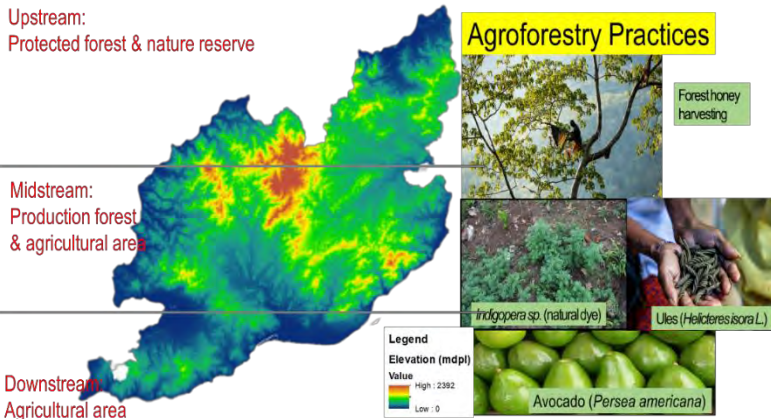 Upstream:
Protected forest & nature reserve
Agroforestry Practices
Forest honey
harvesting
Midstream:
Production forest
& agricultural area
Indigopera sp. (natural dye)
Ules (Helicteres isora L.)
Legend
Elevation (mdpl)
Value
High : 2392
Low : 0
Avocado (Persea americana)
Downstream:
Agricultural area